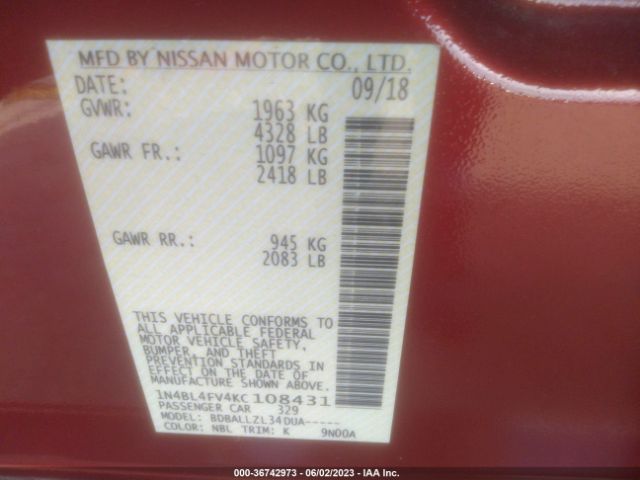 MFD BY NISSAN MOTOR CO., LTD.
DATE: 09/18
GVWR: 1963 KG
4328 LB
GAWR FR.: 1097 KG
2418 LB
GAWR RR.: 945 KG
2083 LB
THIS VEHICLE CONFORMS TO
ALL APPLICABLE FEDERAL
MOTOR VEHICLE SAFETY,
BUMPER, AND THEFT
PREVENTION STANDARDS IN
EFFECT ON THE DATE OF
MANUFACTURE SHOWN ABOVE.
1N4BL4FV4KC108431
PASSENGER CAR 329
MODEL: BDBALLZL34DUA-----
COLOR: NBL TRIM: K 9N00A
000-36742973 | 06/02/2023 - IAA Inc.